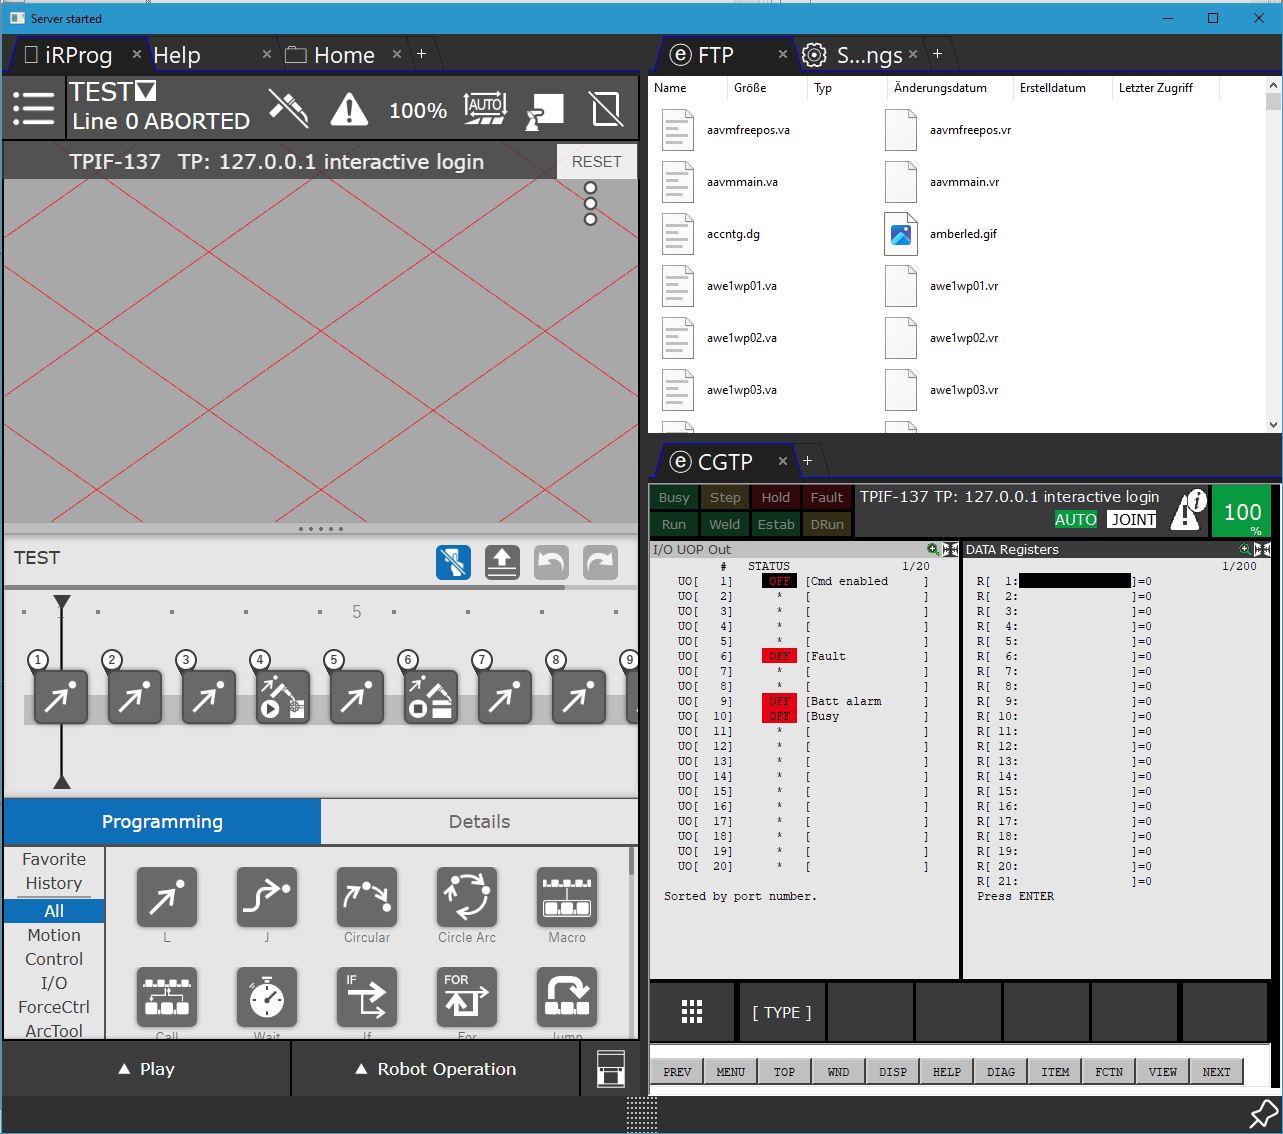 Server started
iRProg × Help × Home × +
TEST
Line 0 ABORTED
100%
AUTO
TPIF-137 TP: 127.0.0.1 interactive login
RESET
TEST
5
1 2 3 4 5 6 7 8 9
Programming
Details
Favorite
History
All
Motion
Control
I/O
ForceCtrl
ArcTool
L J Circular Circle Arc Macro
IF FOR
Call Wait If For Jump
Play
Robot Operation
FTP × S...ngs × +
Name Größe Typ Änderungsdatum Erstelldatum Letzter Zugriff
aavmfreepos.va aavmfreepos.vr
aavmmain.va aavmmain.vr
accntg.dg amberled.gif
awe1wp01.va awe1wp01.vr
awe1wp02.va awe1wp02.vr
awe1wp03.va awe1wp03.vr
CGTP × +
Busy Step Hold Fault
Run Weld Estab DRun
TPIF-137 TP: 127.0.0.1 interactive login
AUTO JOINT
100
%
I/O UOP Out
# STATUS 1/20
UO[ 1] OFF [Cmd enabled ]
UO[ 2] * [ ]
UO[ 3] * [ ]
UO[ 4] * [ ]
UO[ 5] * [ ]
UO[ 6] OFF [Fault ]
UO[ 7] * [ ]
UO[ 8] * [ ]
UO[ 9] OFF [Batt alarm ]
UO[ 10] OFF [Busy ]
UO[ 11] * [ ]
UO[ 12] * [ ]
UO[ 13] * [ ]
UO[ 14] * [ ]
UO[ 15] * [ ]
UO[ 16] * [ ]
UO[ 17] * [ ]
UO[ 18] * [ ]
UO[ 19] * [ ]
UO[ 20] * [ ]
Sorted by port number.
DATA Registers
1/200
R[ 1: ]=0
R[ 2: ]=0
R[ 3: ]=0
R[ 4: ]=0
R[ 5: ]=0
R[ 6: ]=0
R[ 7: ]=0
R[ 8: ]=0
R[ 9: ]=0
R[ 10: ]=0
R[ 11: ]=0
R[ 12: ]=0
R[ 13: ]=0
R[ 14: ]=0
R[ 15: ]=0
R[ 16: ]=0
R[ 17: ]=0
R[ 18: ]=0
R[ 19: ]=0
R[ 20: ]=0
R[ 21: ]=0
Press ENTER
[ TYPE ]
PREV MENU TOP WND DISP HELP DIAG ITEM FCTN VIEW NEXT